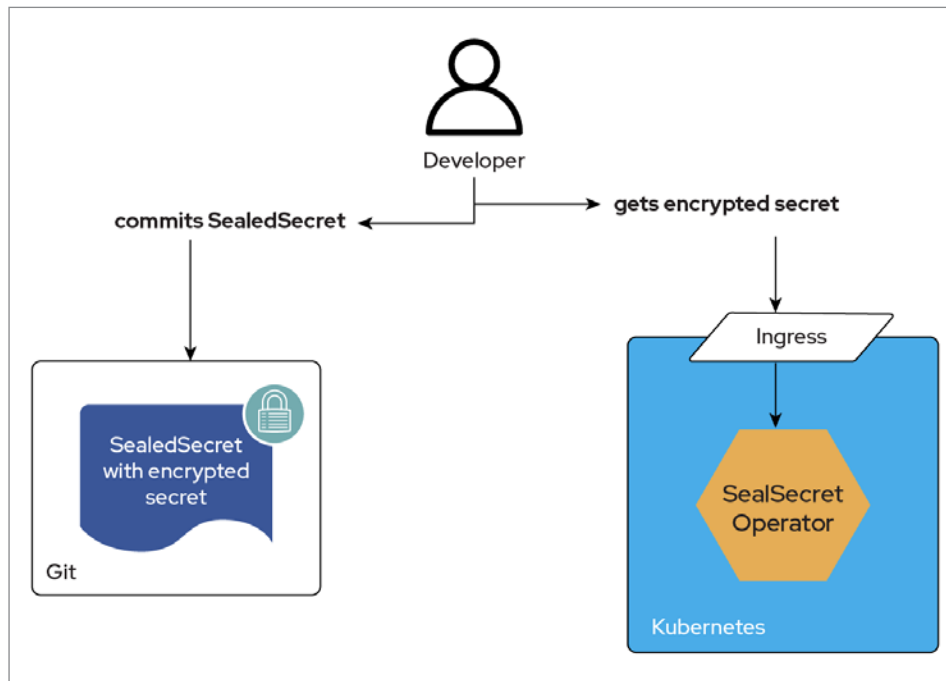 Developer
commits SealedSecret
gets encrypted secret
Ingress
SealedSecret
with encrypted
secret
SealSecret
Operator
Git
Kubernetes